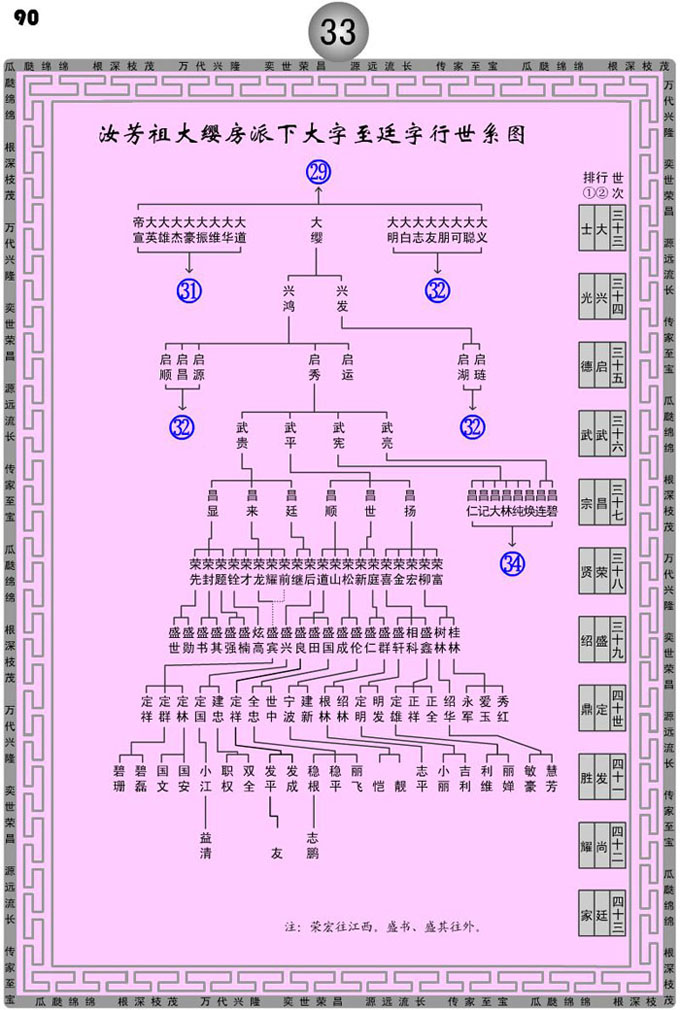 90
33
瓜瓞绵绵 根深枝茂 万代兴隆 奕世荣昌 源远流长 传家至宝 瓜瓞绵绵 根深枝茂
汝芳祖大缨房派下大字至廷字行世系图
排行 世
①② 次
29
帝大大大大大大大大
宣英雄杰豪振维华道
大缨
大大大大大大大大
明白志友朋可聪义
士 大 三十三
31
32
兴鸿 兴发
光 兴 三十四
启顺 启昌 启源 启秀 启运 启湖 启琏
德 启 三十五
32
32
武贵 武平 武宪 武亮
武 武 三十六
昌显 昌来 昌廷 昌顺 昌世 昌扬
昌昌昌昌昌昌昌昌
仁记大林纯焕连碧
宗 昌 三十七
34
荣荣荣荣荣荣荣荣荣荣荣荣荣荣荣荣荣荣荣
先封题铨才龙耀前继后道山松新庭喜金宏柳富
贤 荣 三十八
盛盛盛盛盛盛炫盛盛盛盛盛盛盛盛盛盛相盛树桂
世勋书其强楠高宾兴良田国成伦仁群轩科鑫林林
绍 盛 三十九
定定定定建定全世宁建根绍定明定正正绍永爱秀
祥群林国忠祥忠中波新林林明发雄祥全华军玉红
鼎 定 四十世
碧碧国国小职双发发稳稳丽 志小吉利丽敏慧
珊磊文安江权全平成根平飞恺靓平丽利维婵豪芳
胜 发 四十一
益清 友 志鹏
耀 尚 四十二
家 廷 四十三
注：荣宏往江西。盛书、盛其往外。
瓜瓞绵绵 根深枝茂 万代兴隆 奕世荣昌 源远流长 传家至宝 瓜瓞绵绵 根深枝茂 万代兴隆 奕世荣昌 源远流长 传家至宝
万代兴隆 奕世荣昌 源远流长 传家至宝 瓜瓞绵绵 根深枝茂 万代兴隆 奕世荣昌 源远流长 传家至宝 瓜瓞绵绵 根深枝茂
瓜瓞绵绵 根深枝茂 万代兴隆 奕世荣昌 源远流长 传家至宝 瓜瓞绵绵 根深枝茂